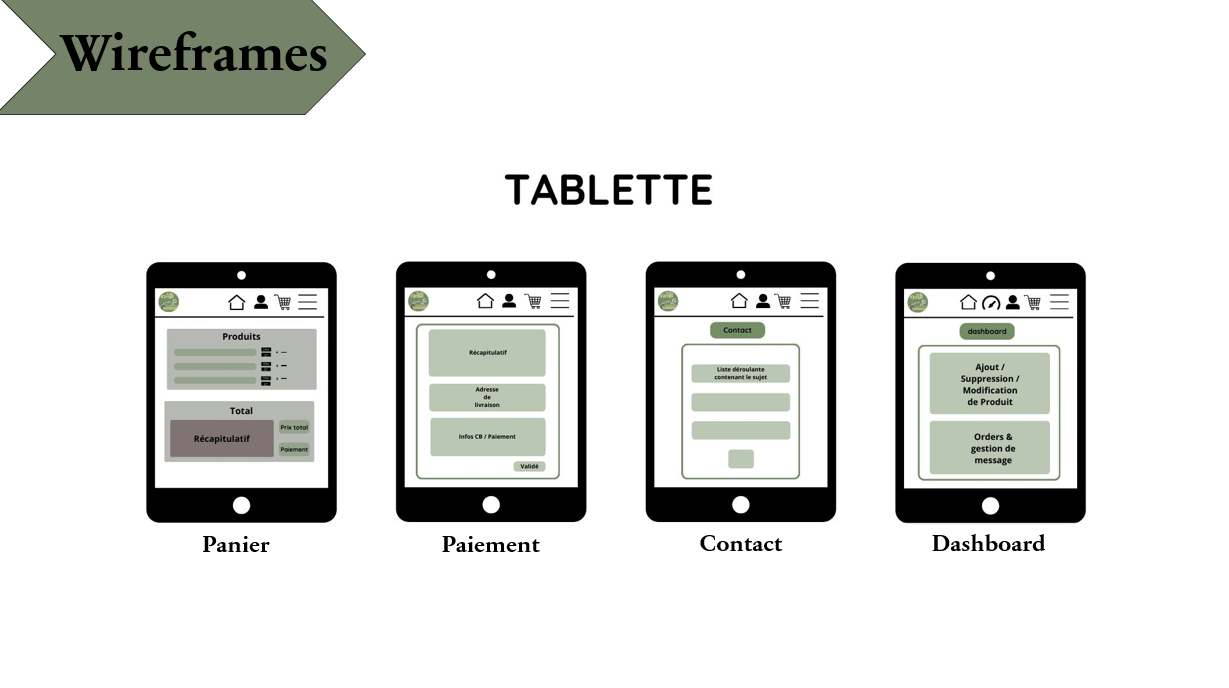 Wireframes
TABLETTE
Produits
Total
Récapitulatif
Prix total
Paiement
Panier
Récapitulatif
Adresse
de
livraison
Infos CB / Paiement
Validé
Paiement
Contact
Liste déroulante
contenant le sujet
Contact
dashboard
Ajout /
Suppression /
Modification
de Produit
Orders &
gestion de
message
Dashboard